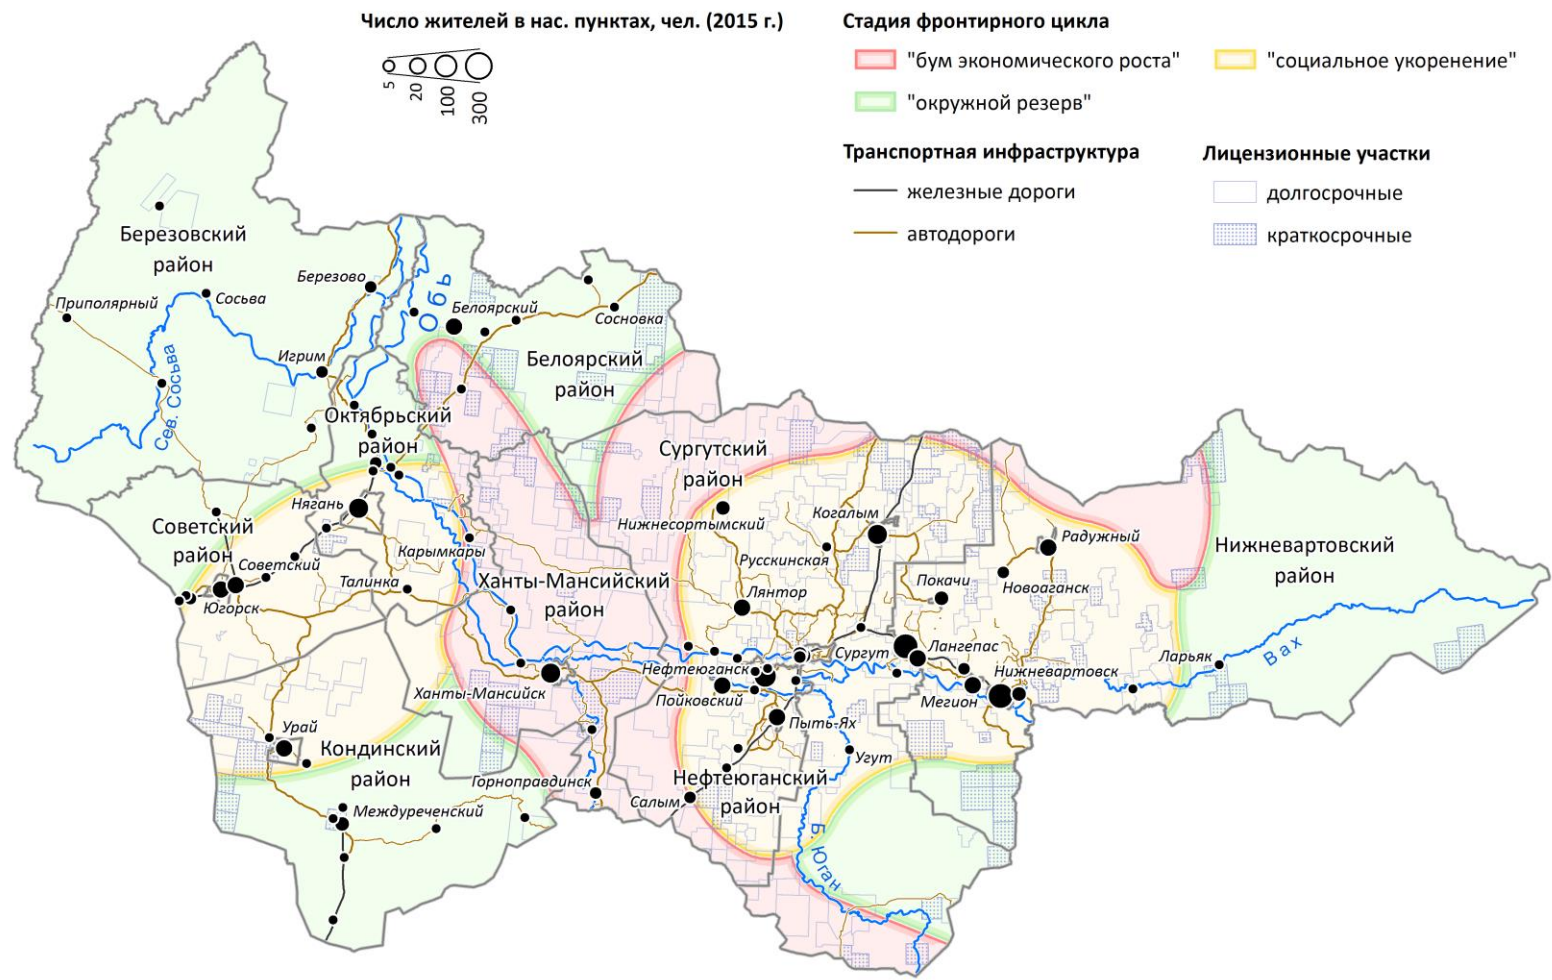 Число жителей в нас. пунктах, чел. (2015 г.)
5
20
100
300
Стадия фронтирного цикла
"бум экономического роста"
"социальное укоренение"
"окружной резерв"
Транспортная инфраструктура
железные дороги
автодороги
Лицензионные участки
долгосрочные
краткосрочные
Березовский
район
Березово
Приполярный
Сосьва
Сев. Сосьва
Игрим
Обь
Белоярский
Сосновка
Белоярский
район
Октябрьский
район
Сургутский
район
Нягань
Нижнесортымский
Когалым
Советский
район
Советский
Карымкары
Русскинская
Радужный
Нижневартовский
район
Талинка
Ханты-Мансийский
район
Югорск
Лянтор
Покачи
Новоаганск
Сургут
Лангепас
Ларьяк
Вах
Нефтеюганск
Нижневартовск
Ханты-Мансийск
Пойковский
Мегион
Урай
Пыть-Ях
Кондинский
район
Угут
Горноправдинск
Нефтеюганский
район
Салым
Междуреченский
Б. Юган